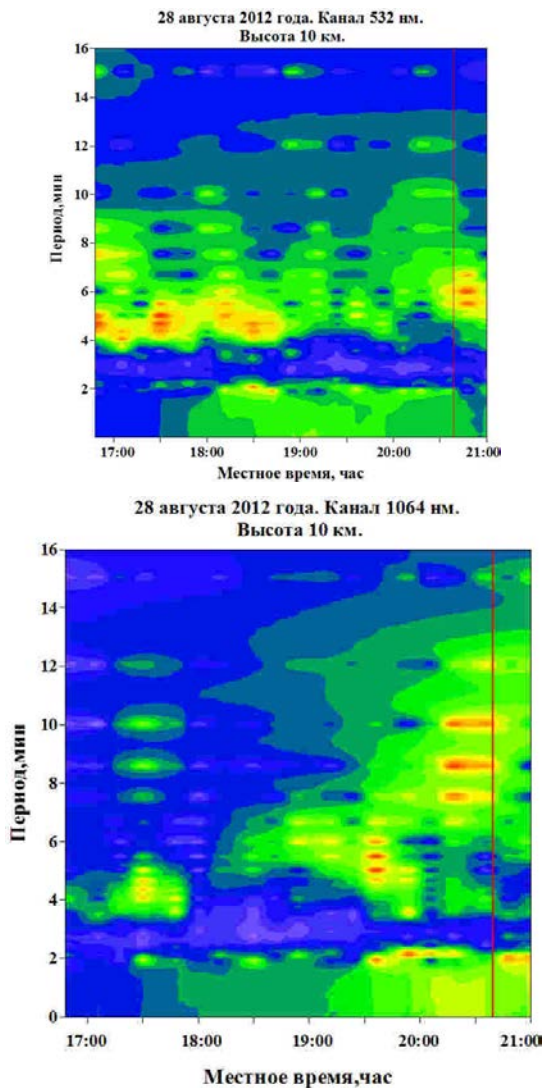 28 августа 2012 года. Канал 532 нм.
Высота 10 км.
16
14
12
10
8
6
4
2
Период,мин
17:00 18:00 19:00 20:00 21:00
Местное время, час
28 августа 2012 года. Канал 1064 нм.
Высота 10 км.
16
14
12
10
8
6
4
2
0
Период,мин
17:00 18:00 19:00 20:00 21:00
Местное время,час